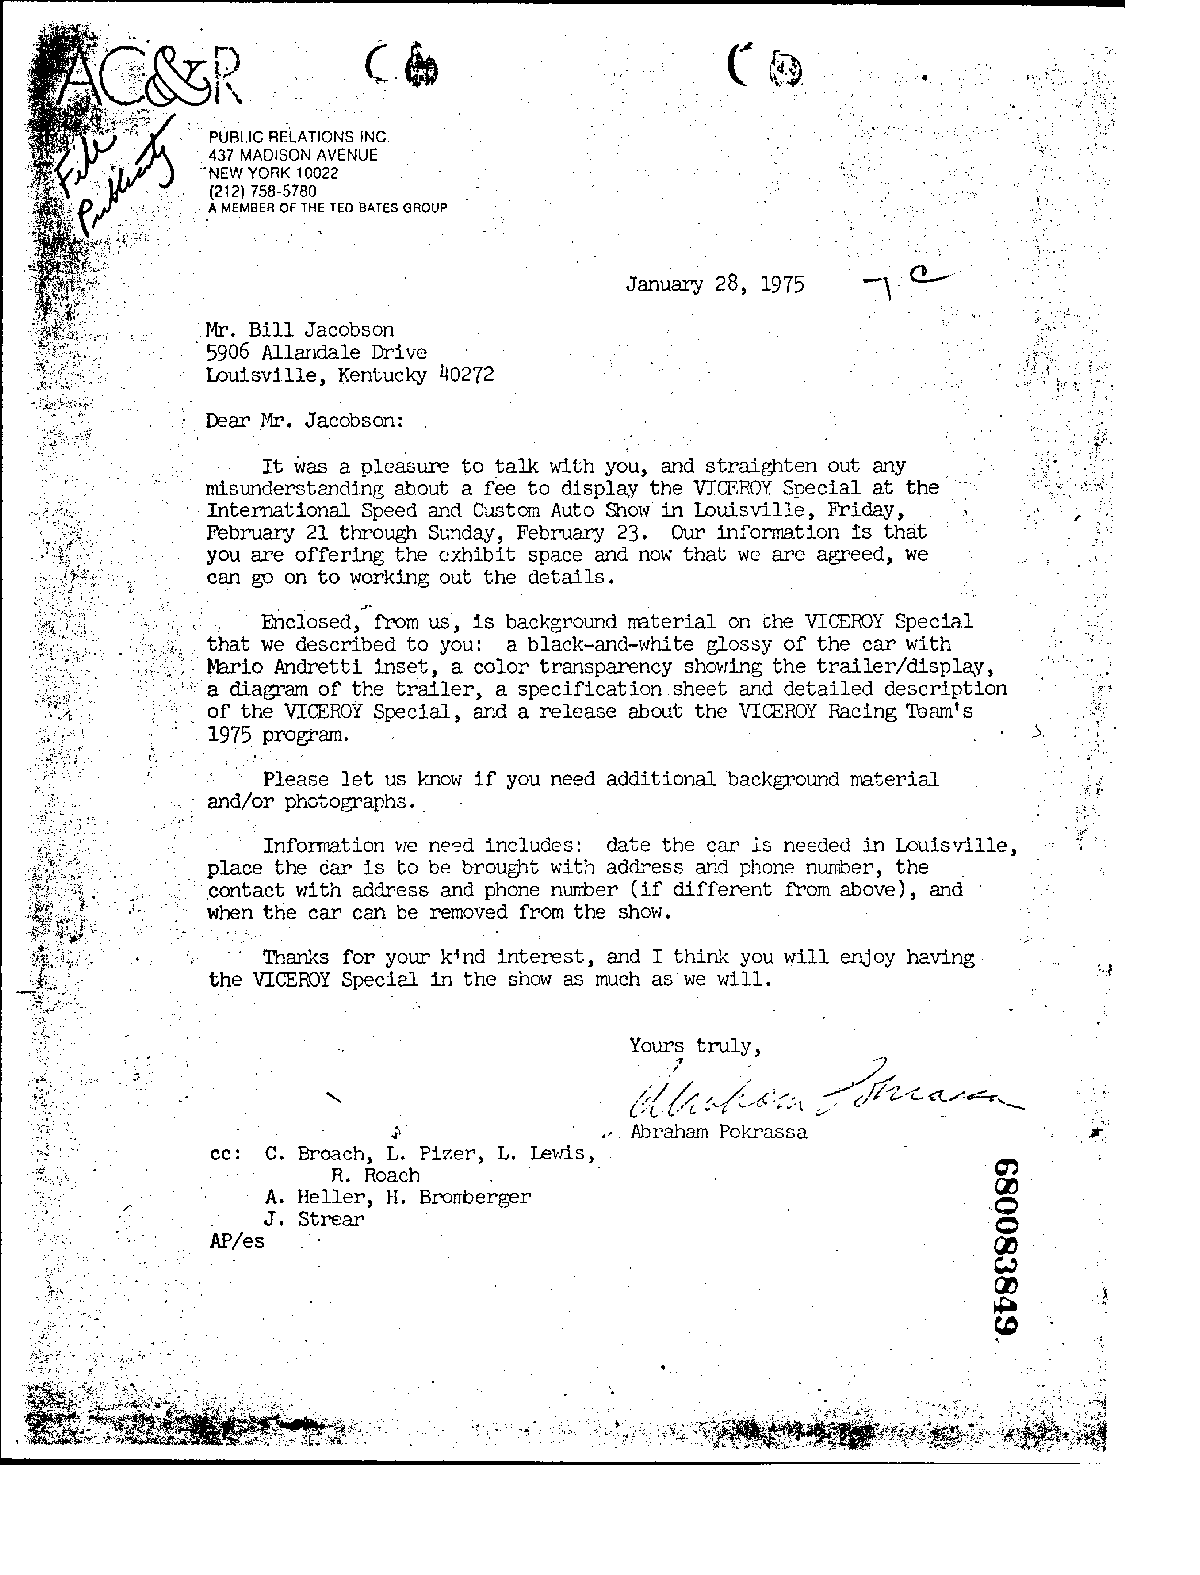 AC&R
File
Publicity
PUBLIC RELATIONS INC.
437 MADISON AVENUE
NEW YORK 10022
(212) 758-5780
A MEMBER OF THE TED BATES GROUP
January 28, 1975
Mr. Bill Jacobson
5906 Allandale Drive
Louisville, Kentucky 40272
Dear Mr. Jacobson:
It was a pleasure to talk with you, and straighten out any
misunderstanding about a fee to display the VICEROY Special at the
International Speed and Custom Auto Show in Louisville, Friday,
February 21 through Sunday, February 23. Our information is that
you are offering the exhibit space and now that we are agreed, we
can go on to working out the details.
Enclosed, from us, is background material on the VICEROY Special
that we described to you: a black-and-white glossy of the car with
Mario Andretti inset, a color transparency showing the trailer/display,
a diagram of the trailer, a specification sheet and detailed description
of the VICEROY Special, and a release about the VICEROY Racing Team's
1975 program.
Please let us know if you need additional background material
and/or photographs.
Information we need includes: date the car is needed in Louisville,
place the car is to be brought with address and phone number, the
contact with address and phone number (if different from above), and
when the car can be removed from the show.
Thanks for your kind interest, and I think you will enjoy having
the VICEROY Special in the show as much as we will.
Yours truly,
Abraham Pokrassa
Abraham Pokrassa
cc: C. Broach, L. Pizer, L. Lewis,
R. Roach
A. Heller, H. Bromberger
J. Strear
AP/es
680083849